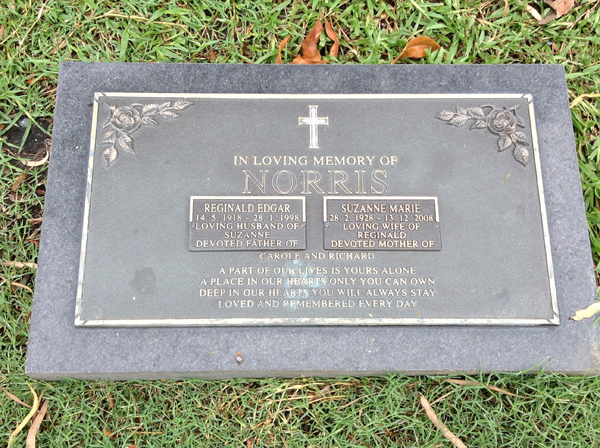 IN LOVING MEMORY OF
NORRIS
REGINALD EDGAR
14. 5. 1918 - 28. 1. 1998
LOVING HUSBAND OF
SUZANNE
DEVOTED FATHER OF
SUZANNE MARIE
28. 2. 1928 - 13. 12. 2008
LOVING WIFE OF
REGINALD
DEVOTED MOTHER OF
CAROLE AND RICHARD
A PART OF OUR LIVES IS YOURS ALONE
A PLACE IN OUR HEARTS ONLY YOU CAN OWN
DEEP IN OUR HEARTS YOU WILL ALWAYS STAY
LOVED AND REMEMBERED EVERY DAY